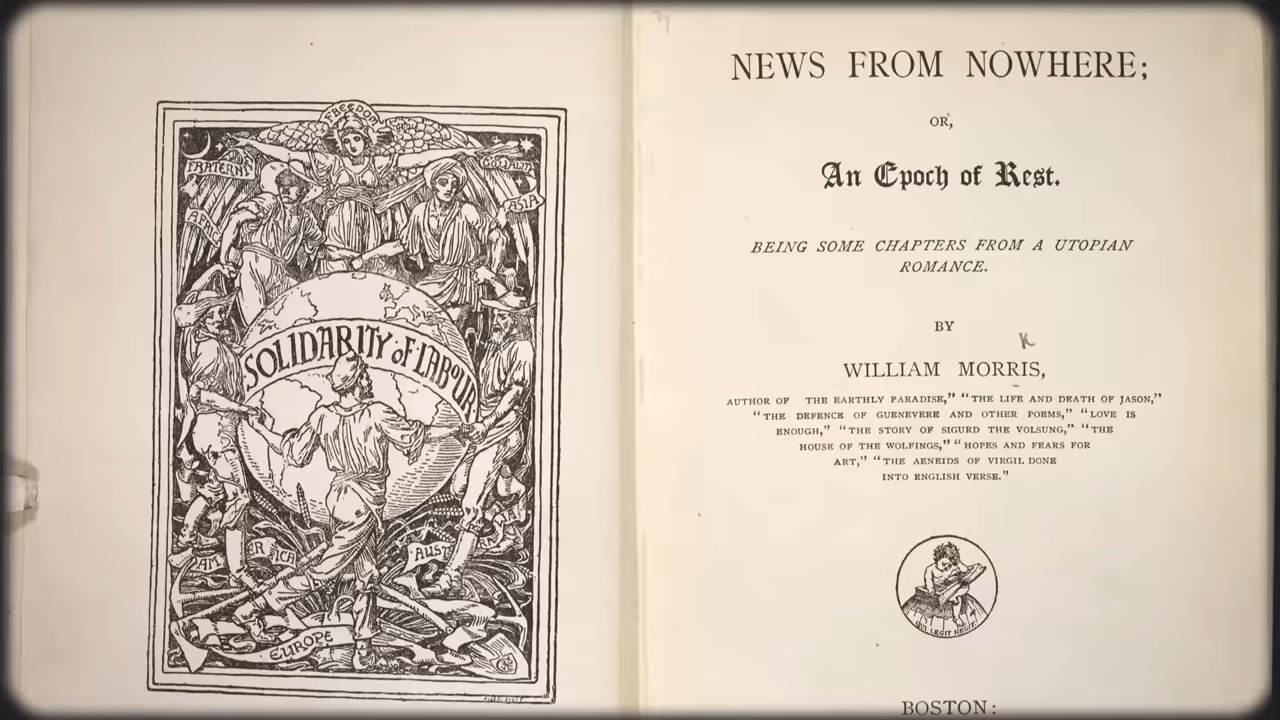 FREEDOM
FRATERNITY
EQUALITY
ASIA
SOLIDARITY of LABOUR
AMERICA
AUSTRALIA
EUROPE
NEWS FROM NOWHERE;
OR,
An Epoch of Rest.
BEING SOME CHAPTERS FROM A UTOPIAN
ROMANCE.
BY
K
WILLIAM MORRIS,
AUTHOR OF THE EARTHLY PARADISE,” “THE LIFE AND DEATH OF JASON,”
“THE DEFENCE OF GUENEVERE AND OTHER POEMS,” “LOVE IS
ENOUGH,” “THE STORY OF SIGURD THE VOLSUNG,” “THE
HOUSE OF THE WOLFINGS,” “HOPES AND FEARS FOR
ART,” “THE AENEIDS OF VIRGIL DONE
INTO ENGLISH VERSE.”
QUI LEGIT REGIT
BOSTON: